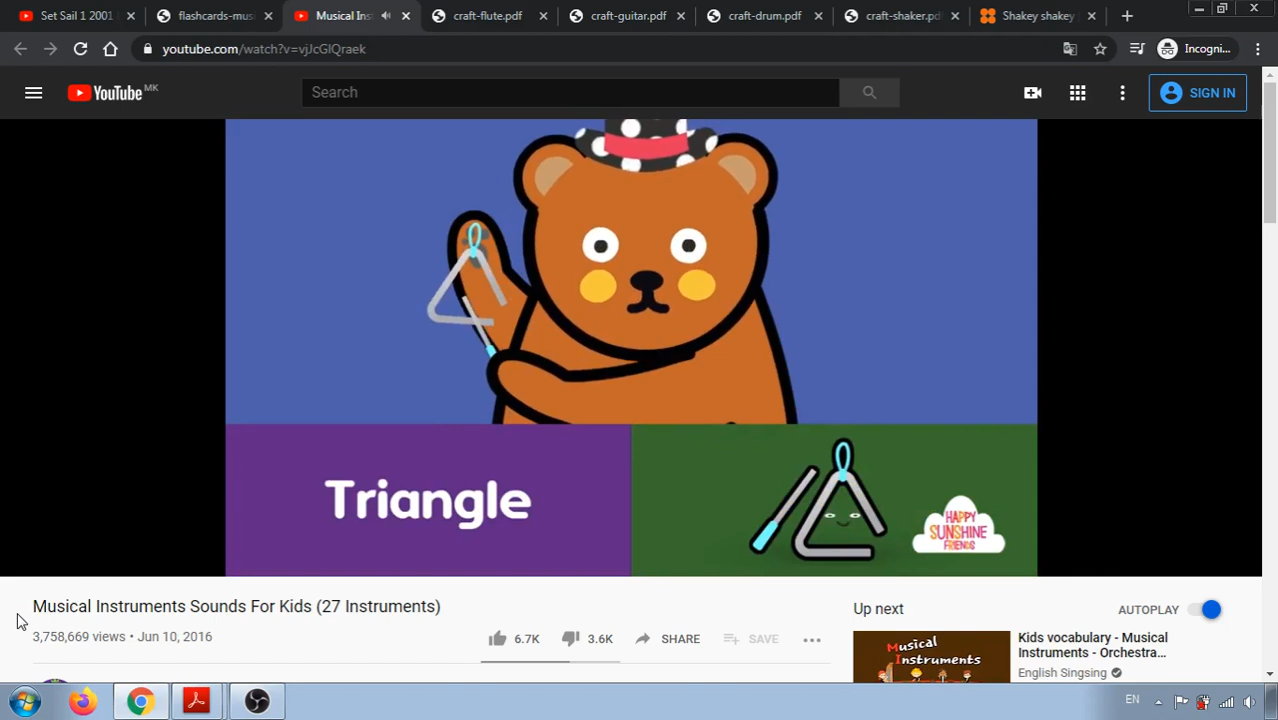 Set Sail 1 2001
flashcards-mus
Musical Ins
craft-flute.pdf
craft-guitar.pdf
craft-drum.pdf
craft-shaker.pdf
Shakey shakey
youtube.com/watch?v=vjJcGlQraek
Incogni...
YouTube MK
Search
SIGN IN
Triangle
HAPPY
SUNSHINE
FRIENDS
Musical Instruments Sounds For Kids (27 Instruments)
3,758,669 views • Jun 10, 2016
6.7K
3.6K
SHARE
SAVE
Up next
AUTOPLAY
Musical
Instruments
Kids vocabulary - Musical
Instruments - Orchestra...
English Singsing
EN